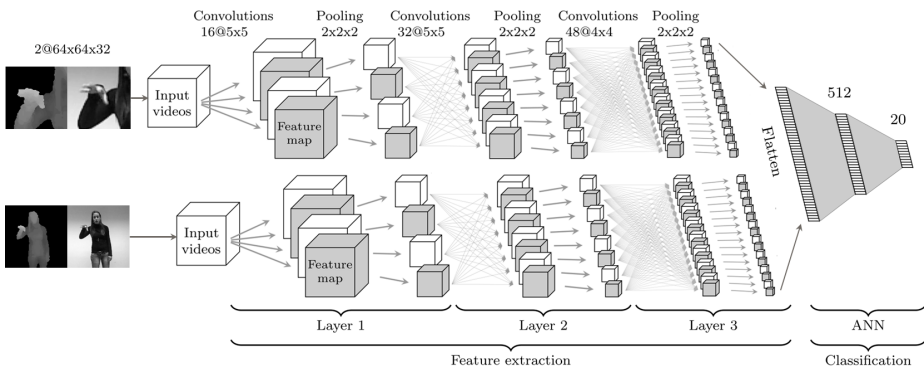 Convolutions
16@5x5
Pooling
2x2x2
Convolutions
32@5x5
Pooling
2x2x2
Convolutions
48@4x4
Pooling
2x2x2
2@64x64x32
Input
videos
Feature
map
512
20
Flatten
Input
videos
Feature
map
Layer 1
Layer 2
Layer 3
ANN
Feature extraction
Classification